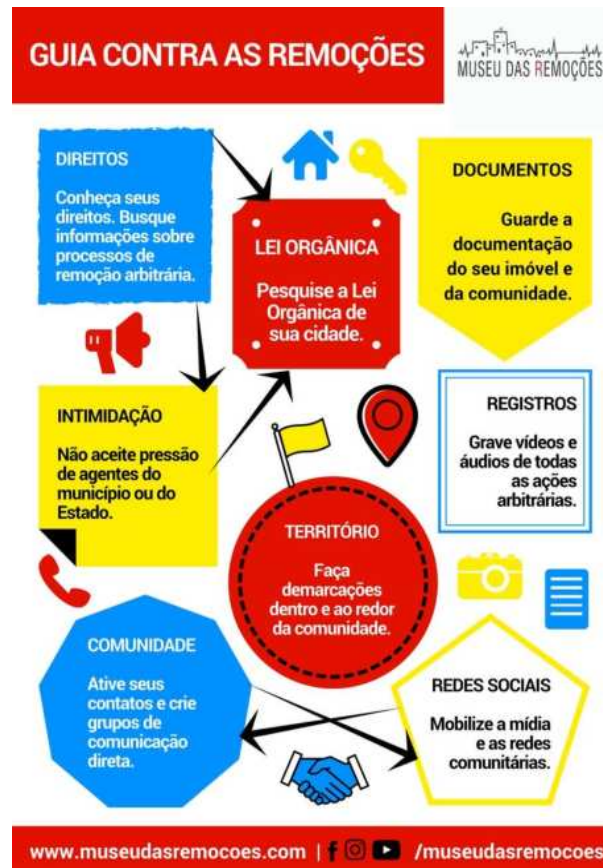 GUIA CONTRA AS REMOÇÕES
MUSEU DAS REMOÇÕES
DIREITOS
Conheça seus
direitos. Busque
informações sobre
processos de
remoção arbitrária.
LEI ORGÂNICA
Pesquise a Lei
Orgânica de
sua cidade.
DOCUMENTOS
Guarde a
documentação
do seu imóvel e
da comunidade.
INTIMIDAÇÃO
Não aceite pressão
de agentes do
município ou do
Estado.
REGISTROS
Grave vídeos e
áudios de todas
as ações
arbitrárias.
TERRITÓRIO
Faça
demarcações
dentro e ao redor
da comunidade.
COMUNIDADE
Ative seus
contatos e crie
grupos de
comunicação
direta.
REDES SOCIAIS
Mobilize a mídia
e as redes
comunitárias.
www.museudasremocoes.com | /museudasremocoes